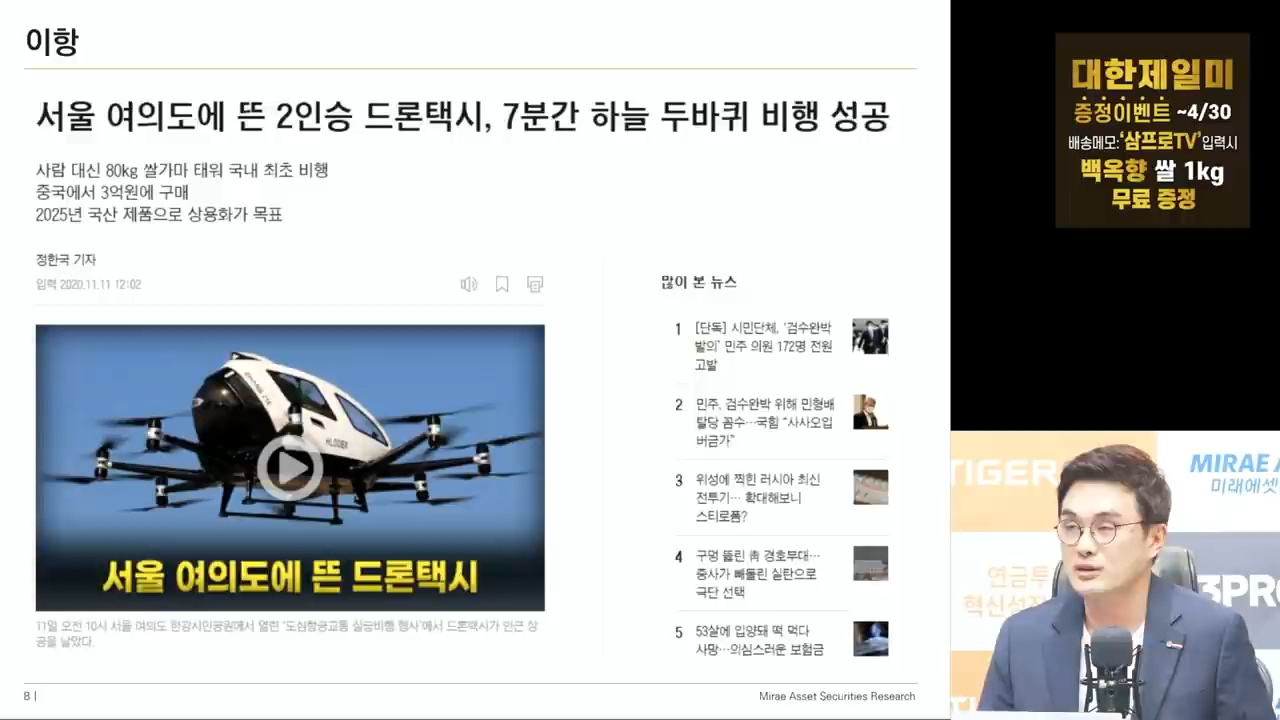 이항
서울 여의도에 뜬 2인승 드론택시, 7분간 하늘 두바퀴 비행 성공
사람 대신 80kg 쌀가마 태워 국내 최초 비행
중국에서 3억원에 구매
2025년 국산 제품으로 상용화가 목표
정한국 기자
입력 2020.11.11 12:02
서울 여의도에 뜬 드론택시
11일 오전 10시 서울 여의도 한강시민공원에서 열린 '도심항공교통 실증비행 행사'에서 드론택시가 인근 상
공을 날았다.
많이 본 뉴스
1 [단독] 시민단체, '검수완박
발의' 민주 의원 172명 전원
고발
2 민주, 검수완박 위해 민형배
탈당 꼼수…국힘 "사사오입
버금가"
3 위성에 찍힌 러시아 최신
전투기… 확대해보니
스티로폼?
4 구멍 뚫린 靑 경호부대…
중사가 빼돌린 실탄으로
극단 선택
5 53살에 입양돼 떡 먹다
사망…의심스러운 보험금
8 |
Mirae Asset Securities Research
대한제일미
증정이벤트 ~4/30
배송메모:'삼프로TV'입력시
백옥향 쌀 1kg
무료 증정
TIGER
MIRAE A
미래에셋
연금투
혁신성장
3PRO